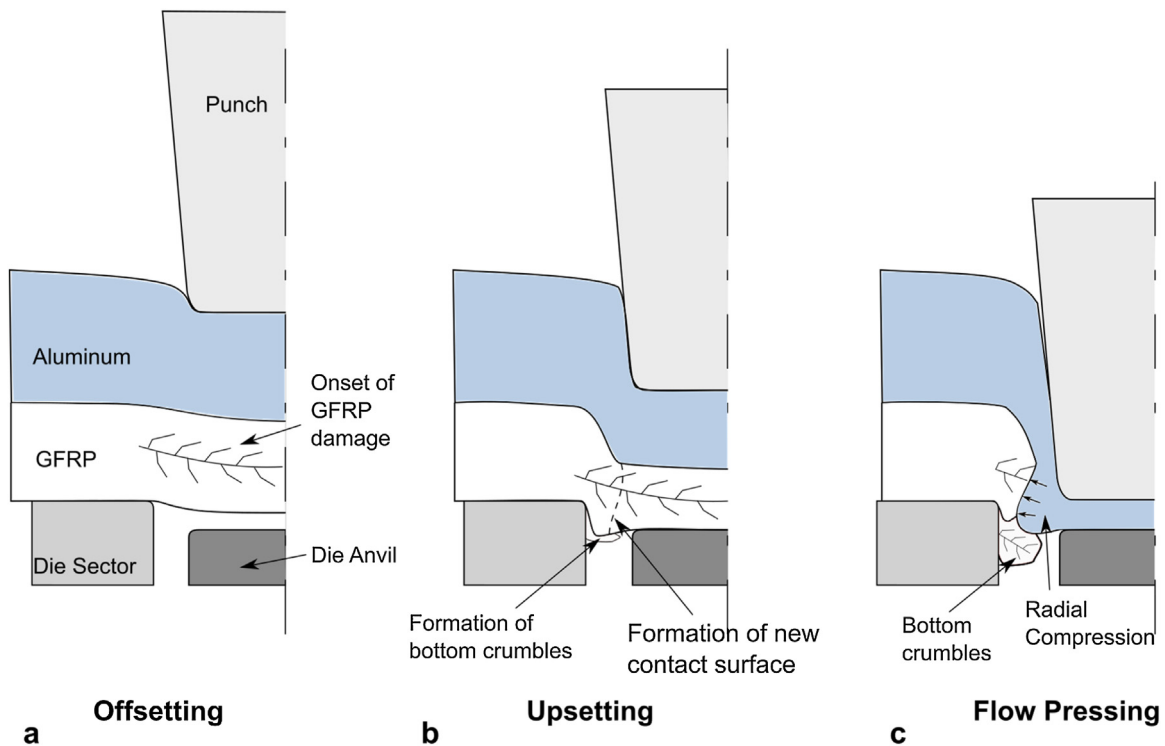 Punch
Aluminum
Onset of
GFRP
damage
GFRP
Die Sector
Die Anvil
Formation of
bottom crumbles
Formation of new
contact surface
Bottom
crumbles
Radial
Compression
a
Offsetting
b
Upsetting
c
Flow Pressing